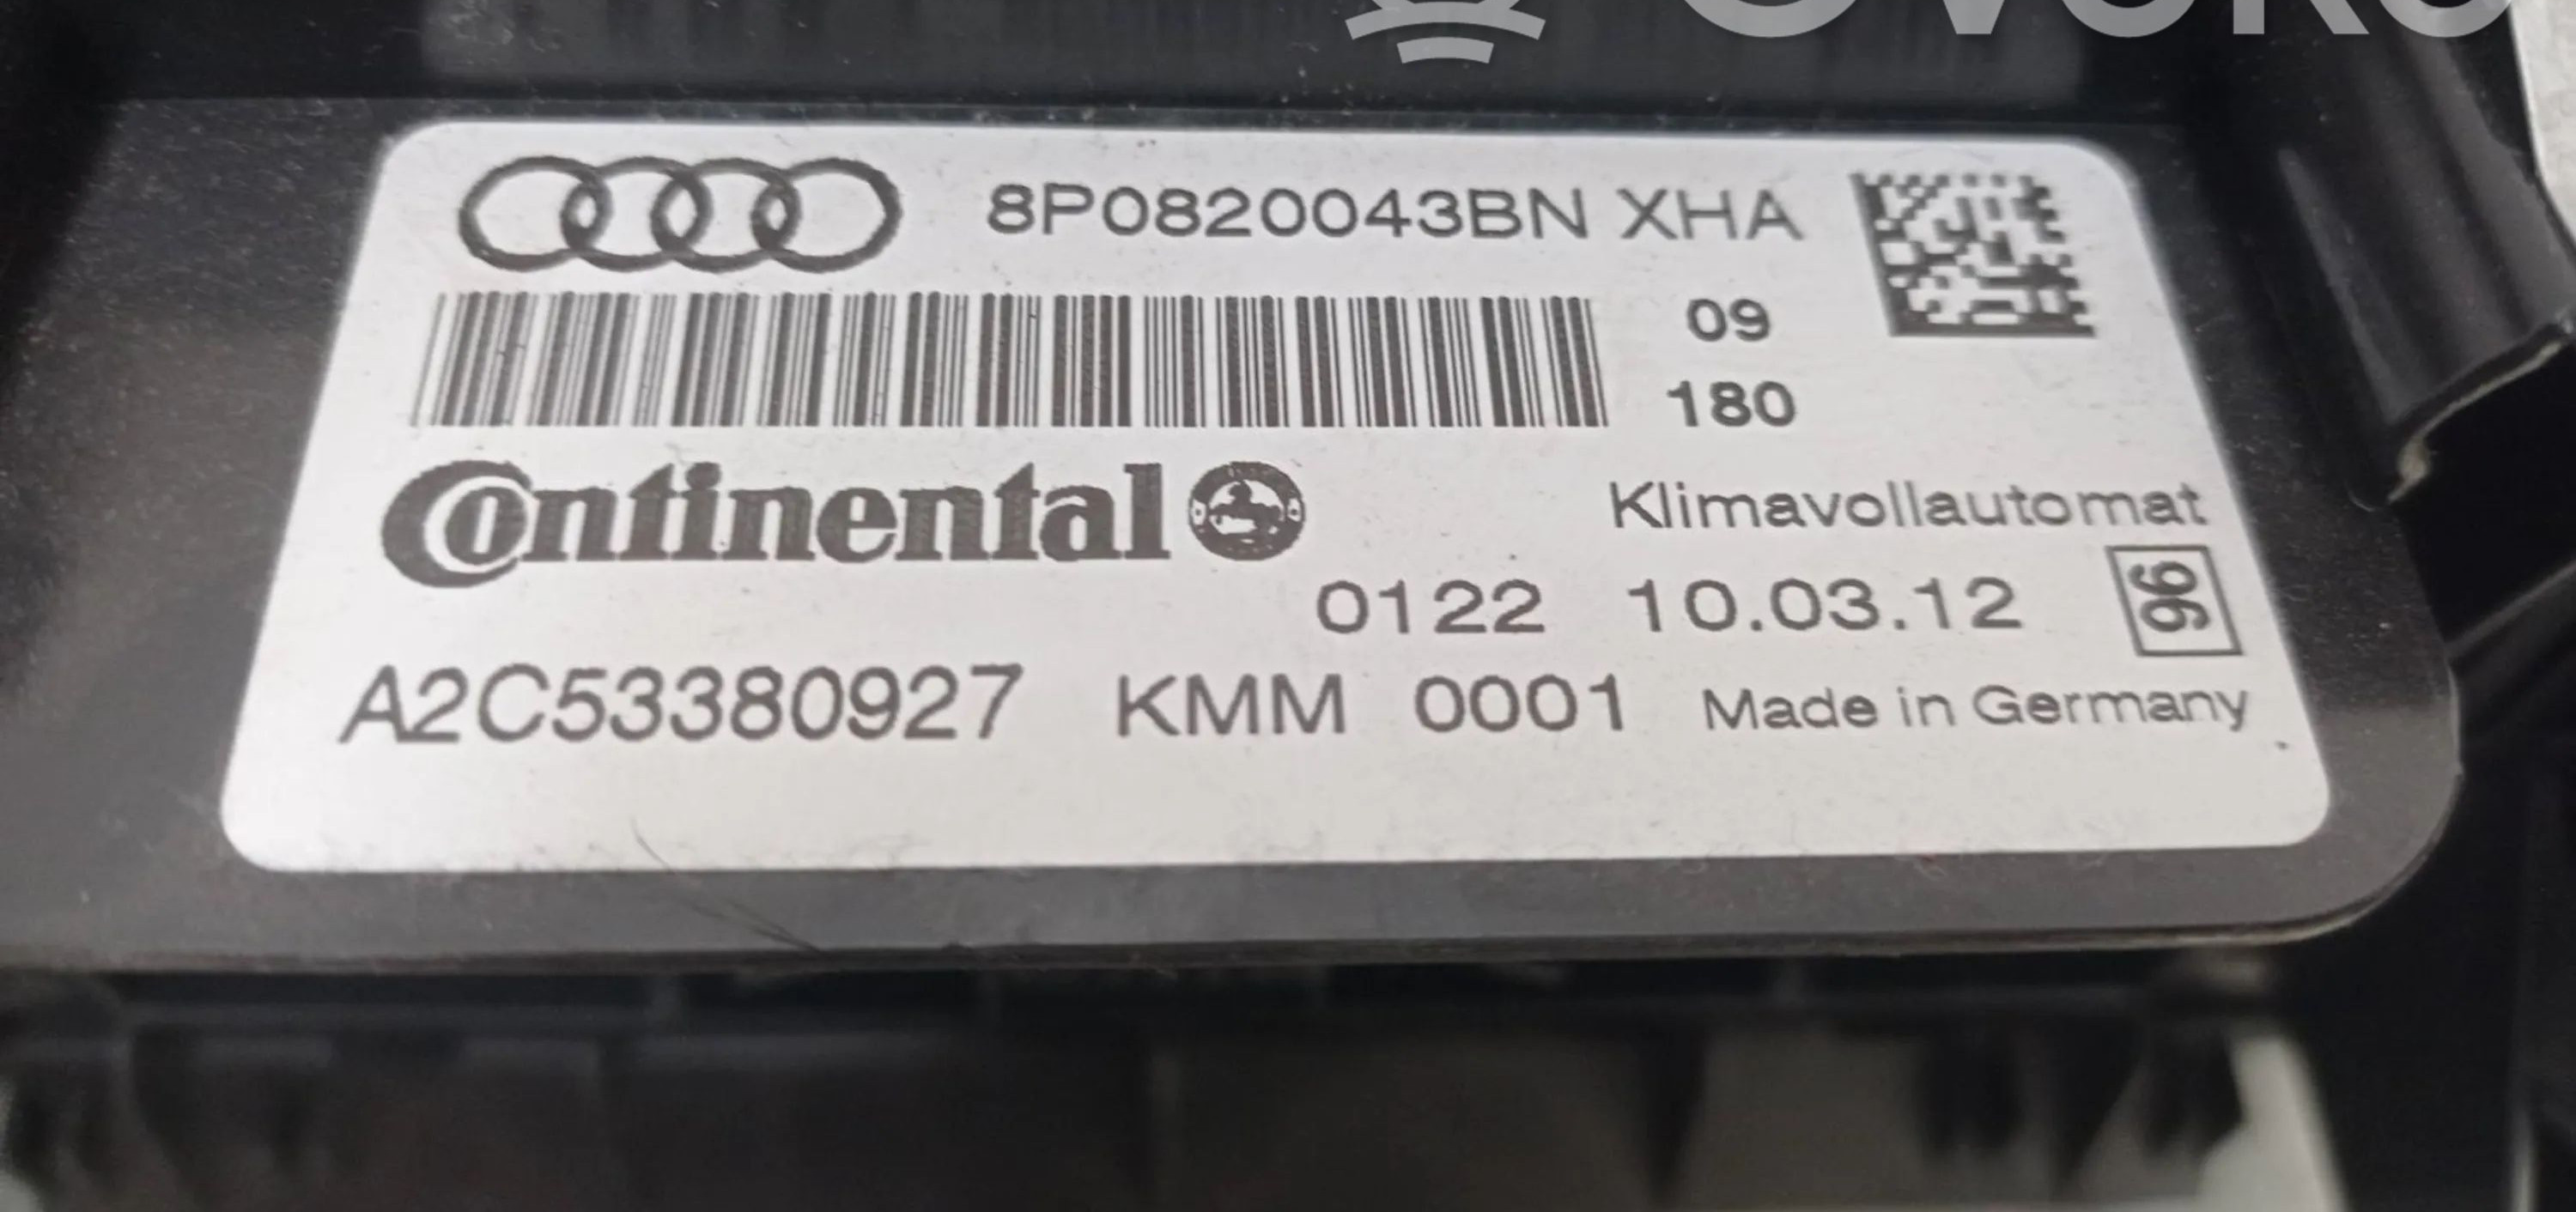 8P0820043BN XHA
09
180
Continental
Klimavollautomat
0122 10.03.12
96
A2C53380927 KMM 0001 Made in Germany